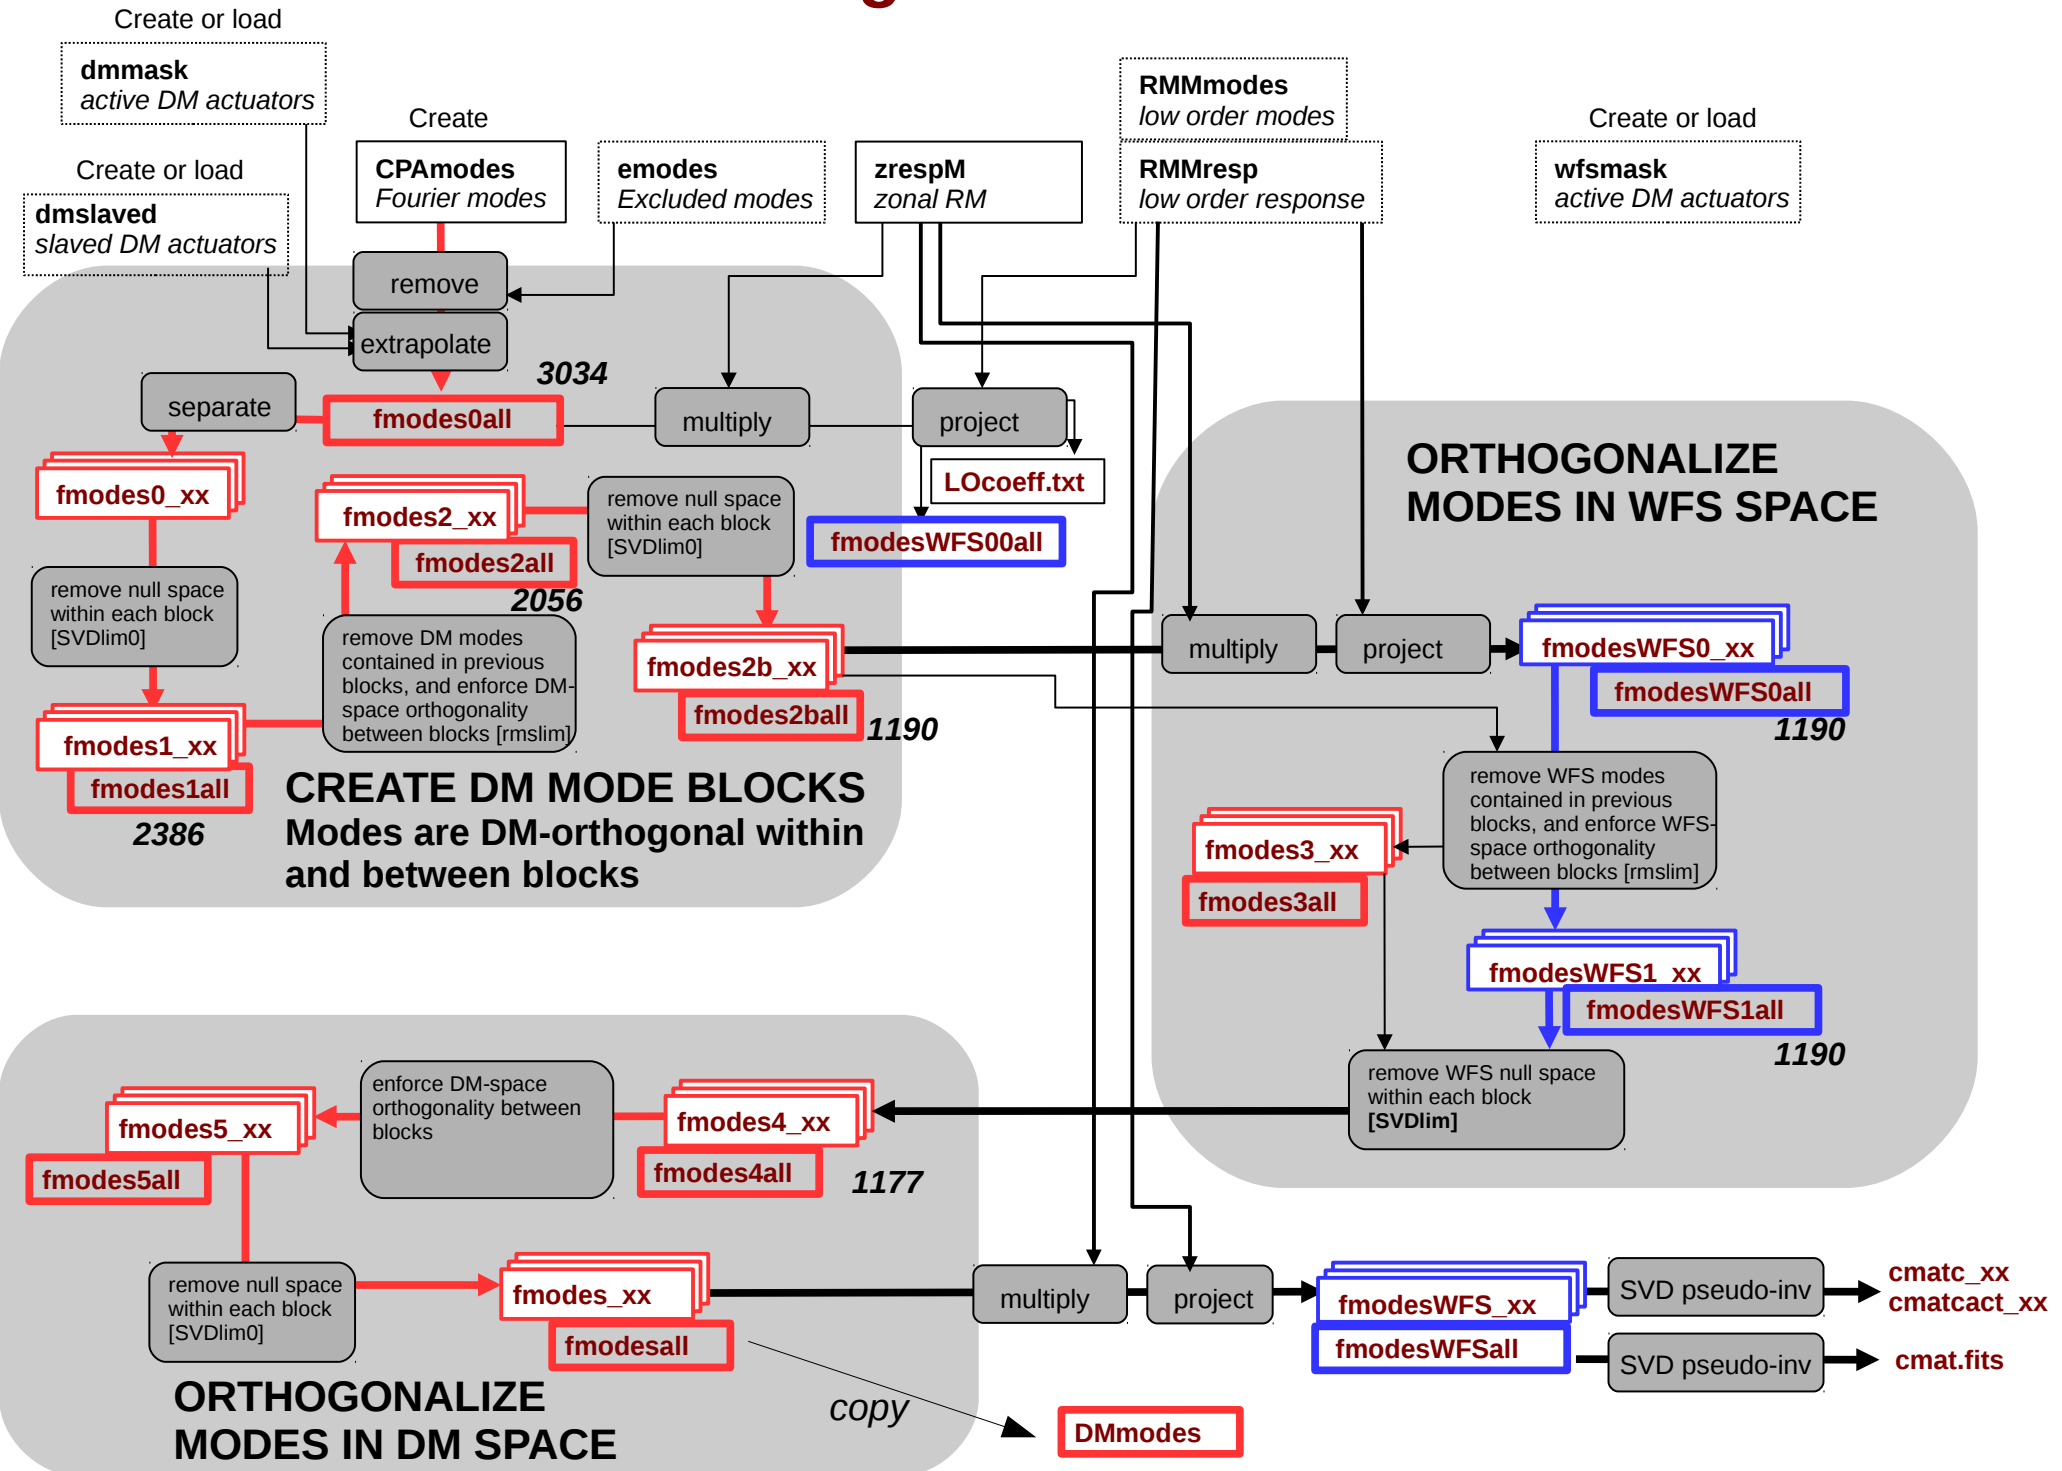 Create or load
dmmask
active DM actuators
Create or load
dmslaved
slaved DM actuators
Create
CPAmodes
Fourier modes
emodes
Excluded modes
zrespM
zonal RM
RMMmodes
low order modes
RMMresp
low order response
Create or load
wfsmask
active DM actuators
remove
extrapolate
3034
separate
fmodes0all
multiply
project
LOcoeff.txt
fmodesWFS00all
fmodes0_xx
fmodes2_xx
fmodes2all
2056
remove null space
within each block
[SVDlim0]
remove null space
within each block
[SVDlim0]
remove DM modes
contained in previous
blocks, and enforce DM-
space orthogonality
between blocks [rmslim]
fmodes2b_xx
fmodes2ball
1190
fmodes1_xx
fmodes1all
2386
CREATE DM MODE BLOCKS
Modes are DM-orthogonal within
and between blocks
ORTHOGONALIZE
MODES IN WFS SPACE
multiply
project
fmodesWFS0_xx
fmodesWFS0all
1190
remove WFS modes
contained in previous
blocks, and enforce WFS-
space orthogonality
between blocks [rmslim]
fmodes3_xx
fmodes3all
fmodesWFS1_xx
fmodesWFS1all
1190
remove WFS null space
within each block
[SVDlim]
enforce DM-space
orthogonality between
blocks
fmodes5_xx
fmodes5all
fmodes4_xx
fmodes4all
1177
remove null space
within each block
[SVDlim0]
fmodes_xx
fmodesall
ORTHOGONALIZE
MODES IN DM SPACE
copy
DMmodes
multiply
project
fmodesWFS_xx
fmodesWFSall
SVD pseudo-inv
SVD pseudo-inv
cmatc_xx
cmatcact_xx
cmat.fits